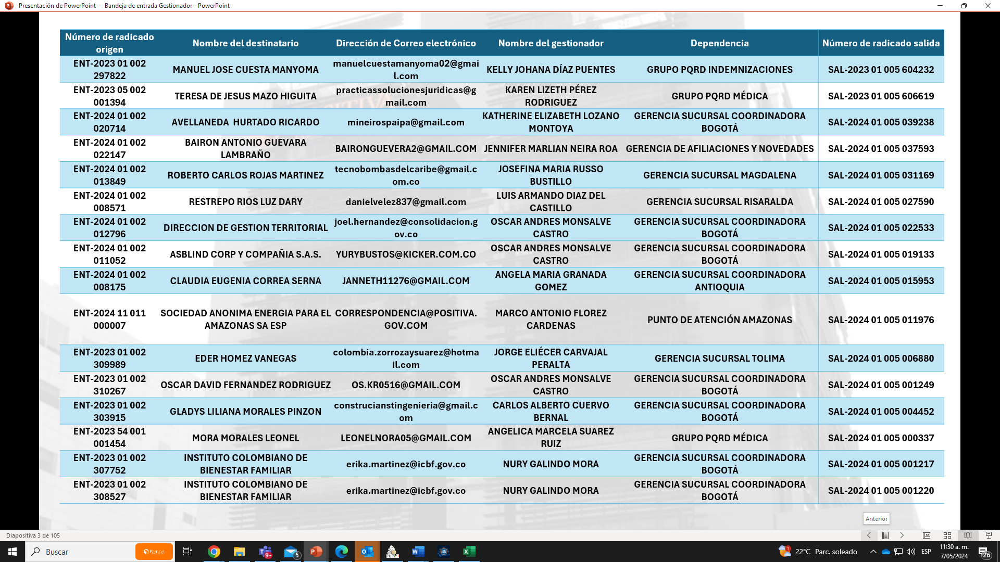 Presentación de PowerPoint - Bandeja de entrada Gestionador - PowerPoint
Número de radicado origen | Nombre del destinatario | Dirección de Correo electrónico | Nombre del gestionador | Dependencia | Número de radicado salida
ENT-2023 01 002 297822 | MANUEL JOSE CUESTA MANYOMA | manuelcuestamanyoma02@gmail.com | KELLY JOHANA DÍAZ PUENTES | GRUPO PQRD INDEMNIZACIONES | SAL-2023 01 005 604232
ENT-2023 05 002 001394 | TERESA DE JESUS MAZO HIGUITA | practicassolucionesjuridicas@gmail.com | KAREN LIZETH PÉREZ RODRIGUEZ | GRUPO PQRD MÉDICA | SAL-2023 01 005 606619
ENT-2024 01 002 020714 | AVELLANEDA HURTADO RICARDO | mineirospaipa@gmail.com | KATHERINE ELIZABETH LOZANO MONTOYA | GERENCIA SUCURSAL COORDINADORA BOGOTÁ | SAL-2024 01 005 039238
ENT-2024 01 002 022147 | BAIRON ANTONIO GUEVARA LAMBRAÑO | BAIRONGUEVERA2@GMAIL.COM | JENNIFER MARLIAN NEIRA ROA | GERENCIA DE AFILIACIONES Y NOVEDADES | SAL-2024 01 005 037593
ENT-2024 01 002 013849 | ROBERTO CARLOS ROJAS MARTINEZ | tecnobombasdelcaribe@gmail.com.co | JOSEFINA MARIA RUSSO BUSTILLO | GERENCIA SUCURSAL MAGDALENA | SAL-2024 01 005 031169
ENT-2024 01 002 008571 | RESTREPO RIOS LUZ DARY | danielvelez837@gmail.com | LUIS ARMANDO DIAZ DEL CASTILLO | GERENCIA SUCURSAL RISARALDA | SAL-2024 01 005 027590
ENT-2024 01 002 012796 | DIRECCION DE GESTION TERRITORIAL | joel.hernandez@consolidacion.gov.co | OSCAR ANDRES MONSALVE CASTRO | GERENCIA SUCURSAL COORDINADORA BOGOTÁ | SAL-2024 01 005 022533
ENT-2024 01 002 011052 | ASBLIND CORP Y COMPAÑIA S.A.S. | YURYBUSTOS@KICKER.COM.CO | OSCAR ANDRES MONSALVE CASTRO | GERENCIA SUCURSAL COORDINADORA BOGOTÁ | SAL-2024 01 005 019133
ENT-2024 01 002 008175 | CLAUDIA EUGENIA CORREA SERNA | JANNETH11276@GMAIL.COM | ANGELA MARIA GRANADA GOMEZ | GERENCIA SUCURSAL COORDINADORA ANTIOQUIA | SAL-2024 01 005 015953
ENT-2024 11 011 000007 | SOCIEDAD ANONIMA ENERGIA PARA EL AMAZONAS SA ESP | CORRESPONDENCIA@POSITIVA.GOV.COM | MARCO ANTONIO FLOREZ CARDENAS | PUNTO DE ATENCIÓN AMAZONAS | SAL-2024 01 005 011976
ENT-2023 01 002 309989 | EDER HOMEZ VANEGAS | colombia.zorrozaysuarez@hotmail.com | JORGE ELIÉCER CARVAJAL PERALTA | GERENCIA SUCURSAL TOLIMA | SAL-2024 01 005 006880
ENT-2023 01 002 310267 | OSCAR DAVID FERNANDEZ RODRIGUEZ | OS.KR0516@GMAIL.COM | OSCAR ANDRES MONSALVE CASTRO | GERENCIA SUCURSAL COORDINADORA BOGOTÁ | SAL-2024 01 005 001249
ENT-2023 01 002 303915 | GLADYS LILIANA MORALES PINZON | construcianstingenieria@gmail.com | CARLOS ALBERTO CUERVO BERNAL | GERENCIA SUCURSAL COORDINADORA BOGOTÁ | SAL-2024 01 005 004452
ENT-2023 54 001 001454 | MORA MORALES LEONEL | LEONELNORA05@GMAIL.COM | ANGELICA MARCELA SUAREZ RUIZ | GRUPO PQRD MÉDICA | SAL-2024 01 005 000337
ENT-2023 01 002 307752 | INSTITUTO COLOMBIANO DE BIENESTAR FAMILIAR | erika.martinez@icbf.gov.co | NURY GALINDO MORA | GERENCIA SUCURSAL COORDINADORA BOGOTÁ | SAL-2024 01 005 001217
ENT-2023 01 002 308527 | INSTITUTO COLOMBIANO DE BIENESTAR FAMILIAR | erika.martinez@icbf.gov.co | NURY GALINDO MORA | GERENCIA SUCURSAL COORDINADORA BOGOTÁ | SAL-2024 01 005 001220
Anterior
Diapositiva 3 de 105
Buscar
POSITIVA
9+
5
PDF24
1
22°C Parc. soleado
ESP
11:30 a. m.
7/05/2024
26